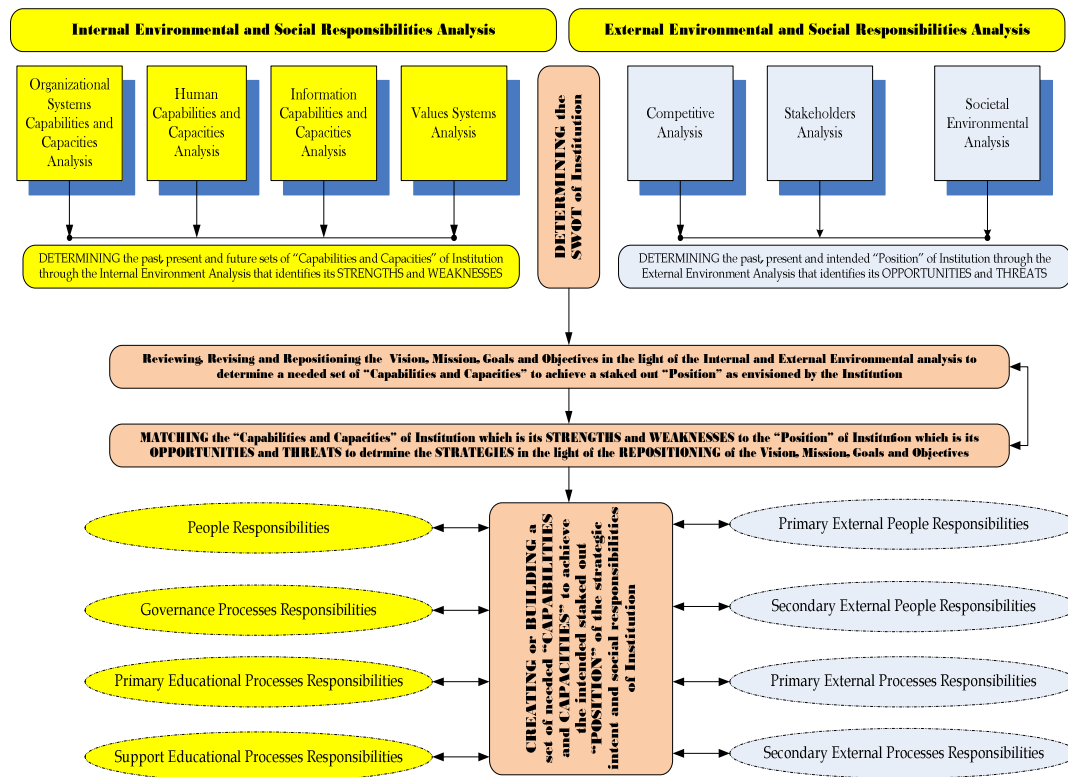 Internal Environmental and Social Responsibilities Analysis
External Environmental and Social Responsibilities Analysis
Organizational
Systems
Capabilities and
Capacities
Analysis
Human
Capabilities and
Capacities
Analysis
Information
Capabilities and
Capacities
Analysis
Values Systems
Analysis
DETERMINING the
SWOT of Institution
Competitive
Analysis
Stakeholders
Analysis
Societal
Environmental
Analysis
DETERMINING the past, present and future sets of “Capabilities and Capacities” of Institution
through the Internal Environment Analysis that identifies its STRENGTHS and WEAKNESSES
DETERMINING the past, present and intended “Position” of Institution through the
External Environment Analysis that identifies its OPPORTUNITIES and THREATS
Reviewing, Revising and Repositioning the Vision, Mission, Goals and Objectives in the light of the Internal and External Environmental analysis to
determine a needed set of “Capabilities and Capacities” to achieve a staked out “Position” as envisioned by the Institution
MATCHING the “Capabilities and Capacities” of Institution which is its STRENGTHS and WEAKNESSES to the “Position” of Institution which is its
OPPORTUNITIES and THREATS to detrmine the STRATEGIES in the light of the REPOSITIONING of the Vision, Mission, Goals and Objectives
People Responsibilities
Governance Processes Responsibilities
Primary Educational Processes Responsibilities
Support Educational Processes Responsibilities
CREATING or BUILDING a
set of needed “CAPABILITIES
and CAPACITIES” to achieve
the intended staked out
“POSITION” of the strategic
intent and social responsibilities
of Institution
Primary External People Responsibilities
Secondary External People Responsibilities
Primary External Processes Responsibilities
Secondary External Processes Responsibilities